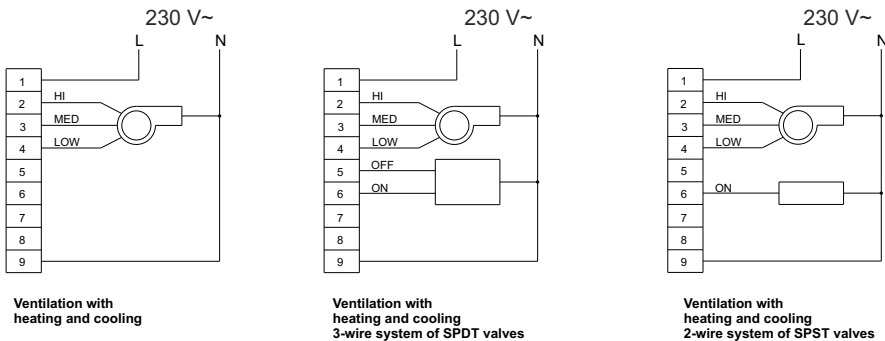 230 V~
L N
1
2 HI
3 MED
4 LOW
5
6
7
8
9
Ventilation with
heating and cooling
230 V~
L N
1
2 HI
3 MED
4 LOW
5 OFF
6 ON
7
8
9
Ventilation with
heating and cooling
3-wire system of SPDT valves
230 V~
L N
1
2 HI
3 MED
4 LOW
5
6 ON
7
8
9
Ventilation with
heating and cooling
2-wire system of SPST valves